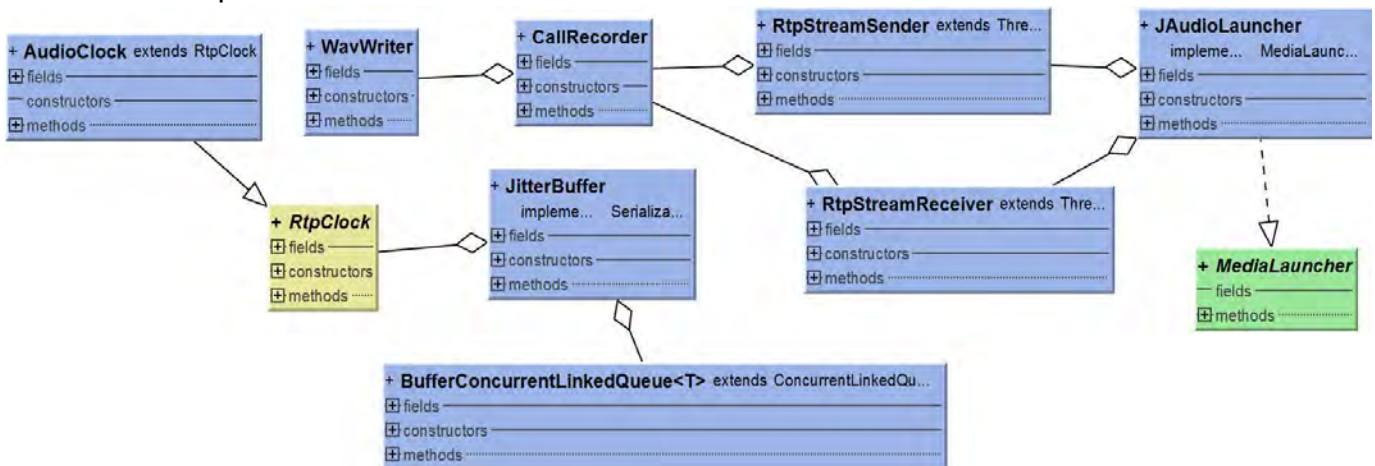 + AudioClock extends RtpClock
fields
constructors
methods
+ WavWriter
fields
constructors
methods
+ CallRecorder
fields
constructors
methods
+ RtpStreamSender extends Thre...
fields
constructors
methods
+ JAudioLauncher
impleme... MediaLaunc...
fields
constructors
methods
+ RtpClock
fields
constructors
methods
+ JitterBuffer
impleme... Serializa...
fields
constructors
methods
+ RtpStreamReceiver extends Thre...
fields
constructors
methods
+ MediaLauncher
fields
methods
+ BufferConcurrentLinkedQueue<T> extends ConcurrentLinkedQu...
fields
constructors
methods